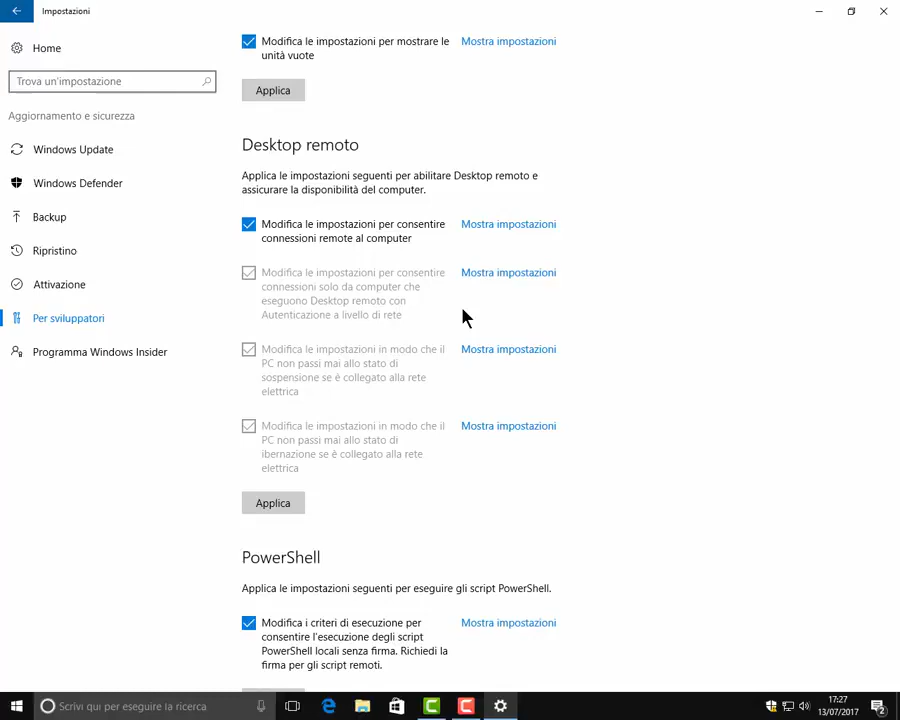 Impostazioni
Home
Trova un'impostazione
Aggiornamento e sicurezza
Windows Update
Windows Defender
Backup
Ripristino
Attivazione
Per sviluppatori
Programma Windows Insider
Modifica le impostazioni per mostrare le
unità vuote
Mostra impostazioni
Applica
Desktop remoto
Applica le impostazioni seguenti per abilitare Desktop remoto e
assicurare la disponibilità del computer.
Modifica le impostazioni per consentire
connessioni remote al computer
Mostra impostazioni
Modifica le impostazioni per consentire
connessioni solo da computer che
eseguono Desktop remoto con
Autenticazione a livello di rete
Mostra impostazioni
Modifica le impostazioni in modo che il
PC non passi mai allo stato di
sospensione se è collegato alla rete
elettrica
Mostra impostazioni
Modifica le impostazioni in modo che il
PC non passi mai allo stato di
ibernazione se è collegato alla rete
elettrica
Mostra impostazioni
Applica
PowerShell
Applica le impostazioni seguenti per eseguire gli script PowerShell.
Modifica i criteri di esecuzione per
consentire l'esecuzione degli script
PowerShell locali senza firma. Richiedi la
firma per gli script remoti.
Mostra impostazioni
Scrivi qui per eseguire la ricerca
17:27
13/07/2017
2